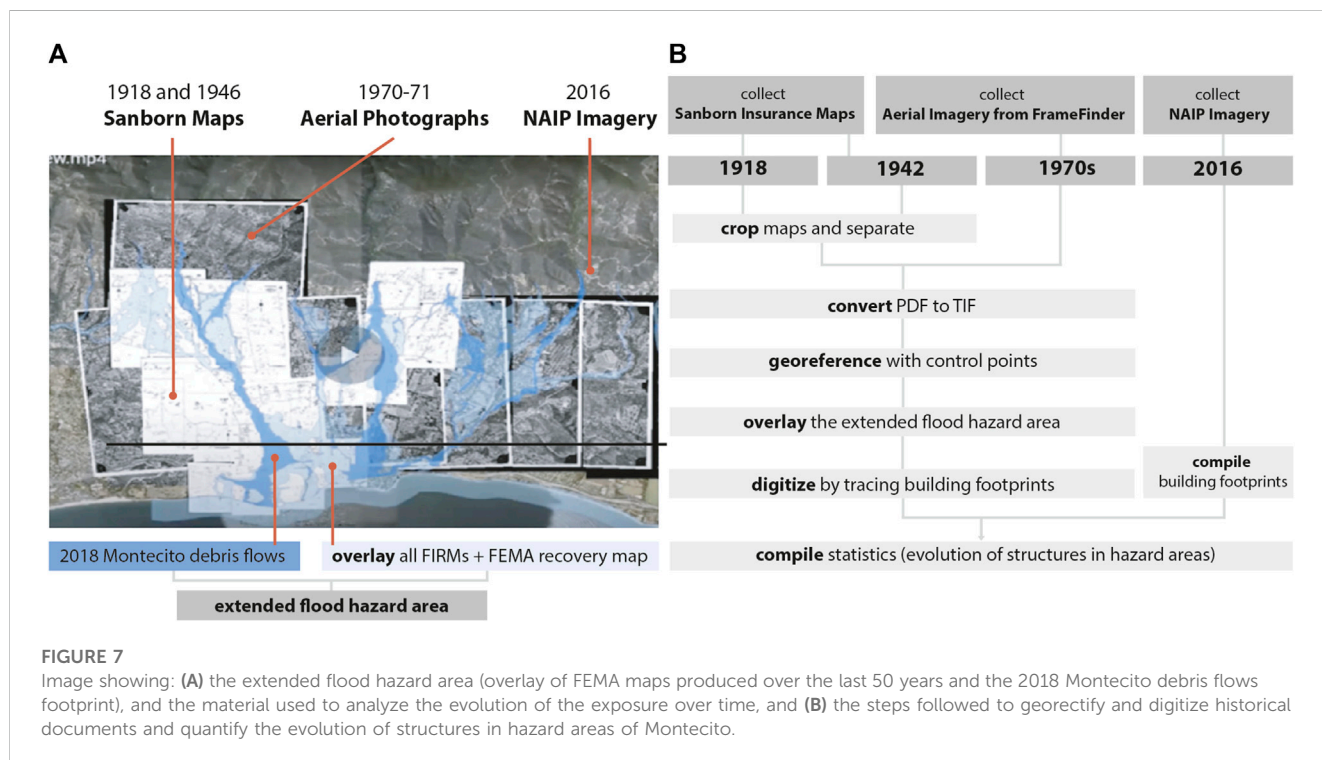 A
1918 and 1946
Sanborn Maps
1970-71
Aerial Photographs
2016
NAIP Imagery
ew.mp4
2018 Montecito debris flows
overlay all FIRMs + FEMA recovery map
extended flood hazard area
B
collect
Sanborn Insurance Maps
collect
Aerial Imagery from FrameFinder
collect
NAIP Imagery
1918
1942
1970s
2016
crop maps and separate
convert PDF to TIF
georeference with control points
overlay the extended flood hazard area
digitize by tracing building footprints
compile
building footprints
compile statistics (evolution of structures in hazard areas)
FIGURE 7
Image showing: (A) the extended flood hazard area (overlay of FEMA maps produced over the last 50 years and the 2018 Montecito debris flows
footprint), and the material used to analyze the evolution of the exposure over time, and (B) the steps followed to georectify and digitize historical
documents and quantify the evolution of structures in hazard areas of Montecito.